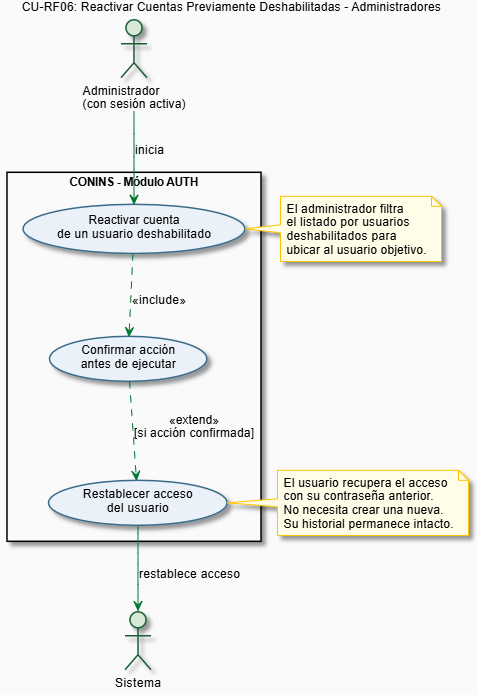 CU-RF06: Reactivar Cuentas Previamente Deshabilitadas - Administradores
Administrador
(con sesión activa)
inicia
CONINS - Módulo AUTH
Reactivar cuenta
de un usuario deshabilitado
El administrador filtra
el listado por usuarios
deshabilitados para
ubicar al usuario objetivo.
«include»
Confirmar acción
antes de ejecutar
«extend»
[si acción confirmada]
Restablecer acceso
del usuario
El usuario recupera el acceso
con su contraseña anterior.
No necesita crear una nueva.
Su historial permanece intacto.
restablece acceso
Sistema